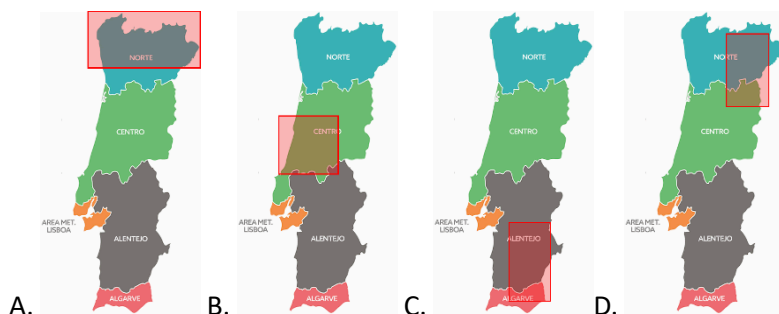 A.
NORTE
CENTRO
AREA MET.
LISBOA
ALENTEJO
ALGARVE
B.
NORTE
CENTRO
AREA MET.
LISBOA
ALENTEJO
ALGARVE
C.
NORTE
CENTRO
AREA MET.
LISBOA
ALENTEJO
ALGARVE
D.
NORTE
CENTRO
AREA MET.
LISBOA
ALENTEJO
ALGARVE